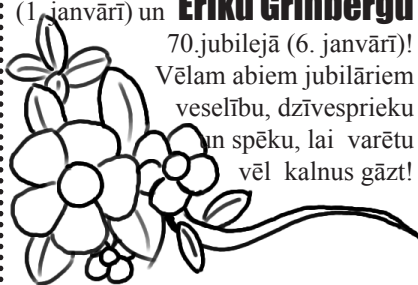 (1. janvārī) un Ēriku Grīnbergu
70.jubilejā (6. janvārī)!
Vēlam abiem jubilāriem
veselību, dzīvesprieku
un spēku, lai varētu
vēl kalnus gāzt!